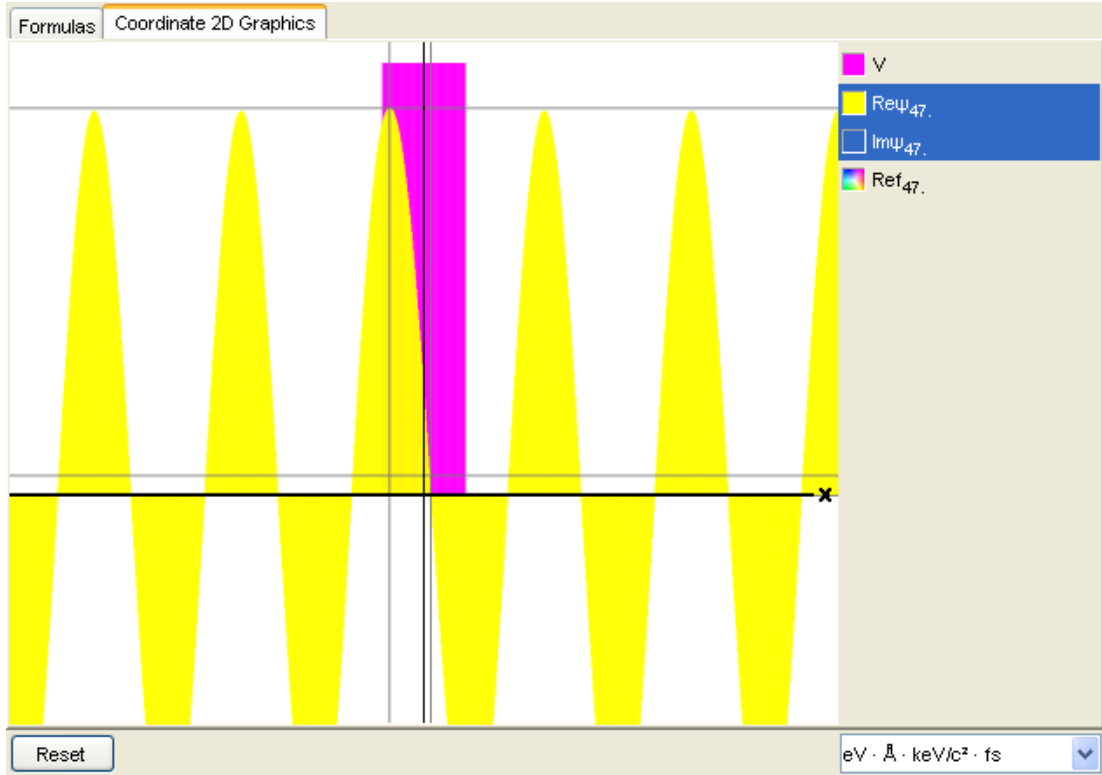 Formulas Coordinate 2D Graphics
V
Reψ47.
Imψ47.
Ref47.
x
Reset eV · Å · keV/c² · fs